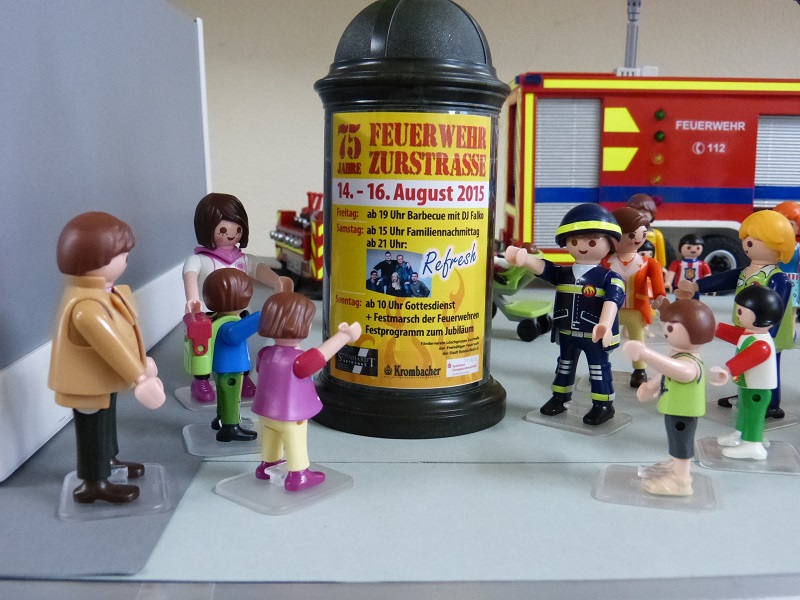 75 JAHRE
FEUERWEHR
ZURSTRASSE
14. - 16. August 2015
Freitag: ab 19 Uhr Barbecue mit DJ Falko
Samstag: ab 15 Uhr Familiennachmittag
ab 21 Uhr:
Refresh
Sonntag: ab 10 Uhr Gottesdienst
+ Festmarsch der Feuerwehren
Festprogramm zum Jubiläum
Krombacher
FEUERWEHR
112